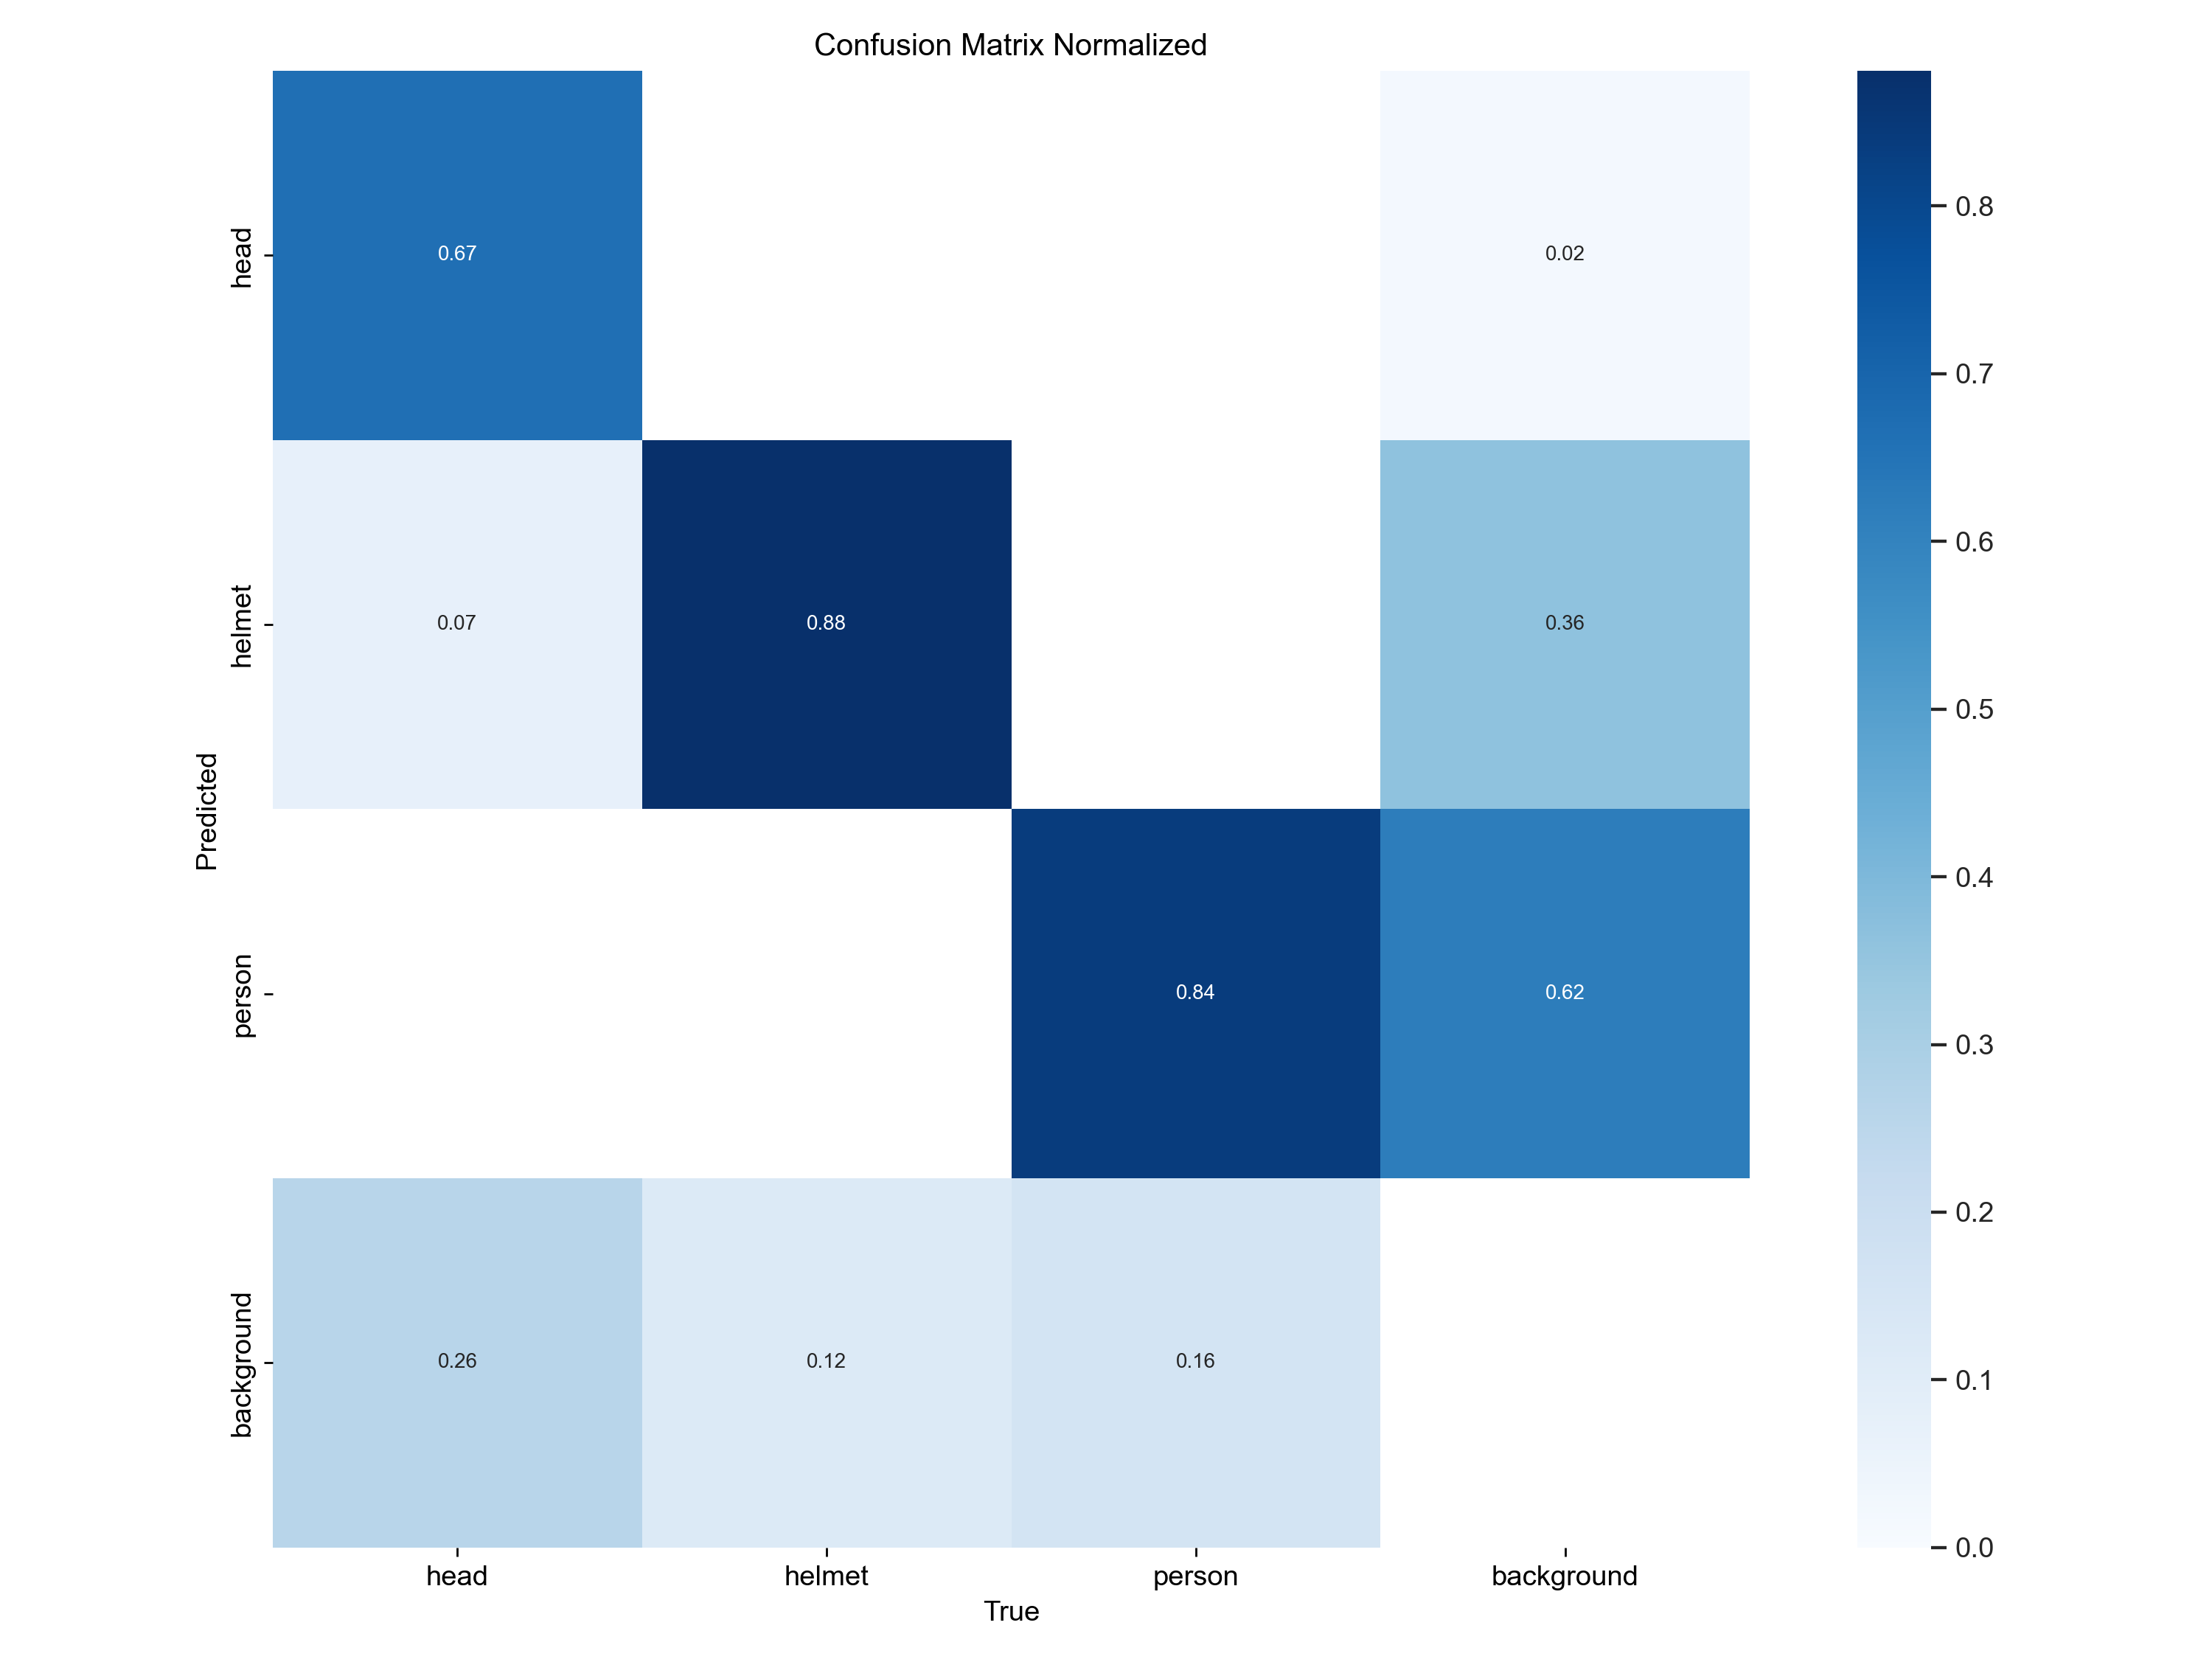 Confusion Matrix Normalized
head
0.67
0.02
helmet
0.07
0.88
0.36
person
0.84
0.62
background
0.26
0.12
0.16
Predicted
head
helmet
person
background
True
0.8
0.7
0.6
0.5
0.4
0.3
0.2
0.1
0.0